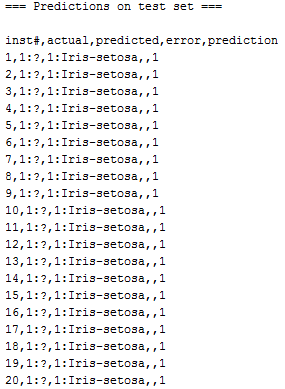 === Predictions on test set ===
inst#,actual,predicted,error,prediction
1,1:?,1:Iris-setosa,,1
2,1:?,1:Iris-setosa,,1
3,1:?,1:Iris-setosa,,1
4,1:?,1:Iris-setosa,,1
5,1:?,1:Iris-setosa,,1
6,1:?,1:Iris-setosa,,1
7,1:?,1:Iris-setosa,,1
8,1:?,1:Iris-setosa,,1
9,1:?,1:Iris-setosa,,1
10,1:?,1:Iris-setosa,,1
11,1:?,1:Iris-setosa,,1
12,1:?,1:Iris-setosa,,1
13,1:?,1:Iris-setosa,,1
14,1:?,1:Iris-setosa,,1
15,1:?,1:Iris-setosa,,1
16,1:?,1:Iris-setosa,,1
17,1:?,1:Iris-setosa,,1
18,1:?,1:Iris-setosa,,1
19,1:?,1:Iris-setosa,,1
20,1:?,1:Iris-setosa,,1